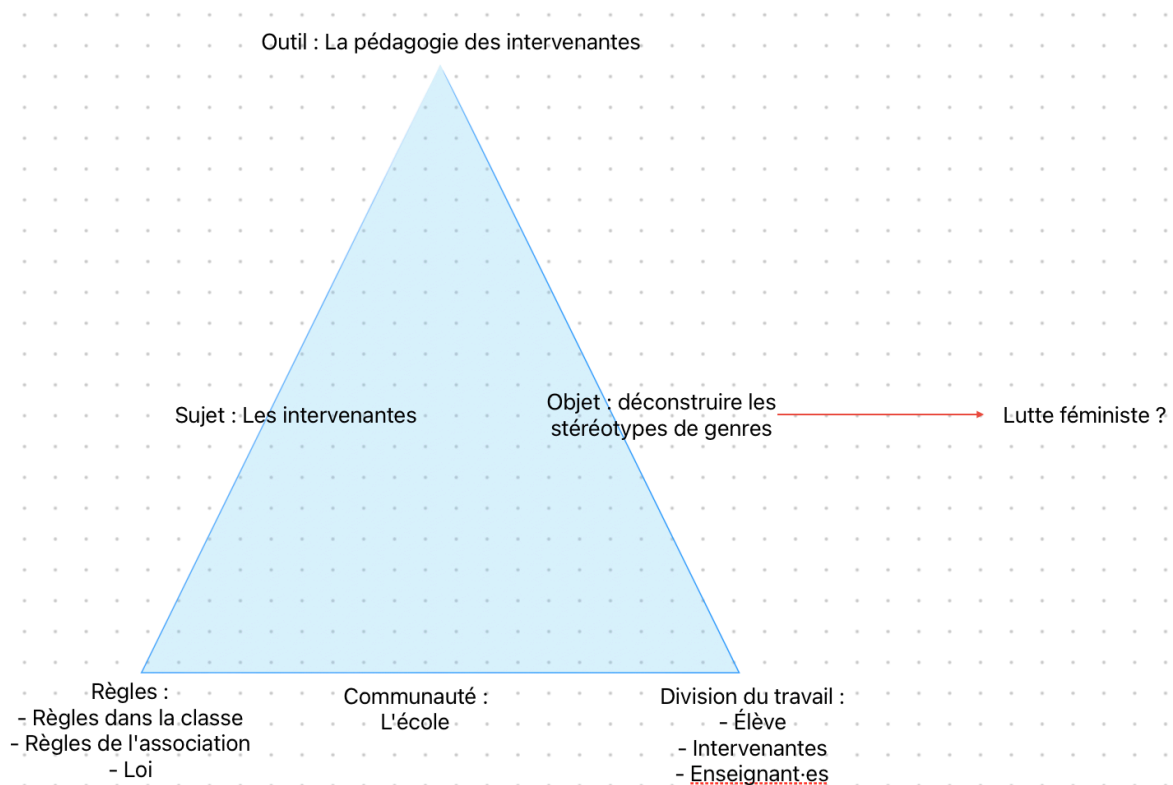 Outil : La pédagogie des intervenantes
Sujet : Les intervenantes
Objet : déconstruire les
stéréotypes de genres
Lutte féministe ?
Règles :
- Règles dans la classe
- Règles de l'association
- Loi
Communauté :
L'école
Division du travail :
- Élève
- Intervenantes
- Enseignant·es